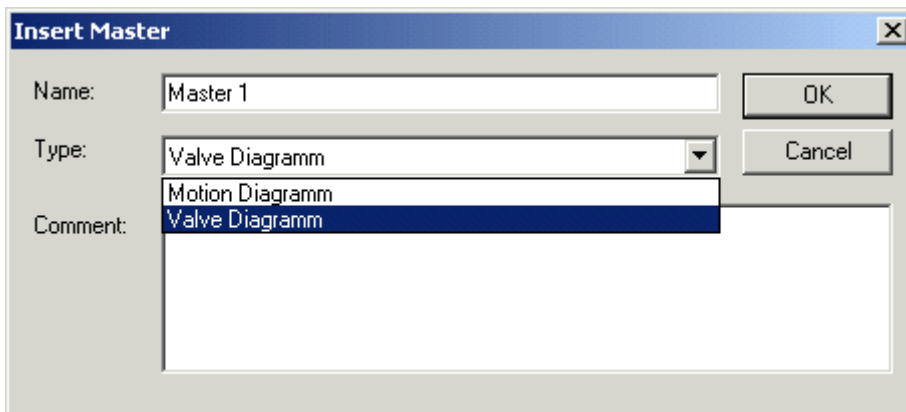 Insert Master
Name: Master 1 OK
Type: Valve Diagramm Cancel
Motion Diagramm
Valve Diagramm
Comment: